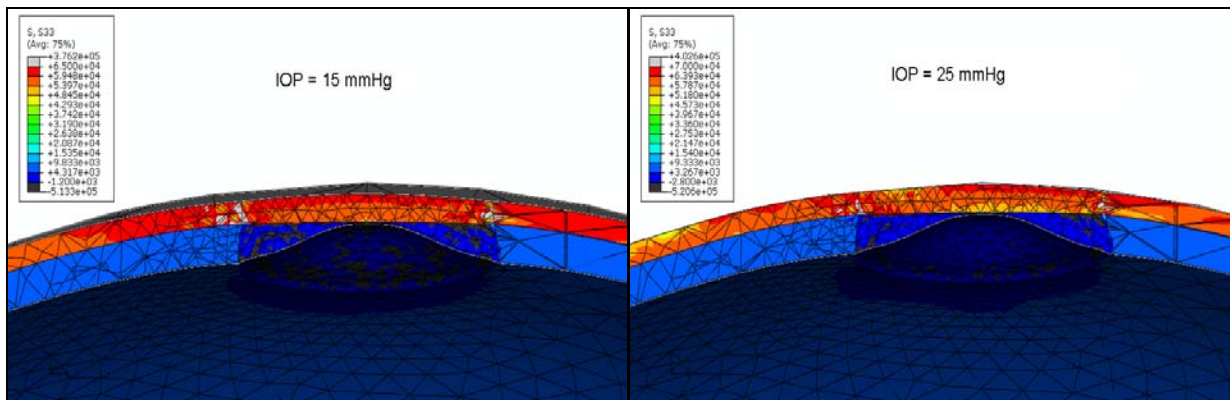 S, S33
(Avg: 75%)
+3.762e+05
+6.500e+04
+5.948e+04
+5.397e+04
+4.845e+04
+4.293e+04
+3.742e+04
+3.190e+04
+2.638e+04
+2.087e+04
+1.535e+04
+9.833e+03
+4.317e+03
-1.200e+03
-5.133e+05
IOP = 15 mmHg
S, S33
(Avg: 75%)
+4.026e+05
+7.000e+04
+6.393e+04
+5.787e+04
+5.180e+04
+4.573e+04
+3.967e+04
+3.360e+04
+2.753e+04
+2.147e+04
+1.540e+04
+9.333e+03
+3.267e+03
-2.800e+03
-5.206e+05
IOP = 25 mmHg